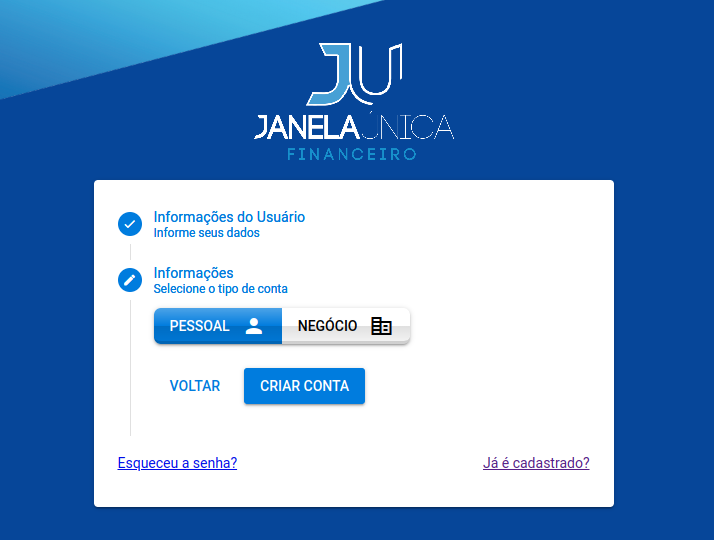 JU
JANELAÚNICA
FINANCEIRO
Informações do Usuário
Informe seus dados
Informações
Selecione o tipo de conta
PESSOAL NEGÓCIO
VOLTAR CRIAR CONTA
Esqueceu a senha? Já é cadastrado?